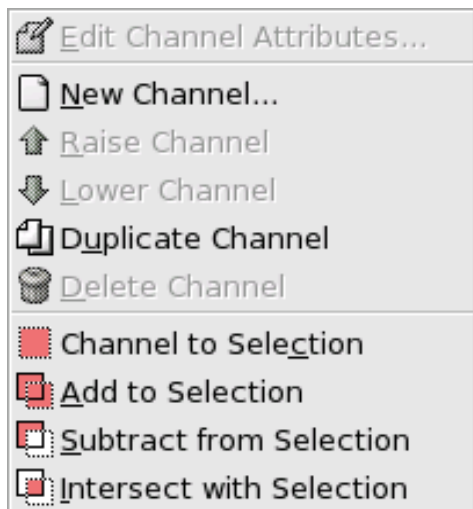 Edit Channel Attributes...
New Channel...
Raise Channel
Lower Channel
Duplicate Channel
Delete Channel
Channel to Selection
Add to Selection
Subtract from Selection
Intersect with Selection